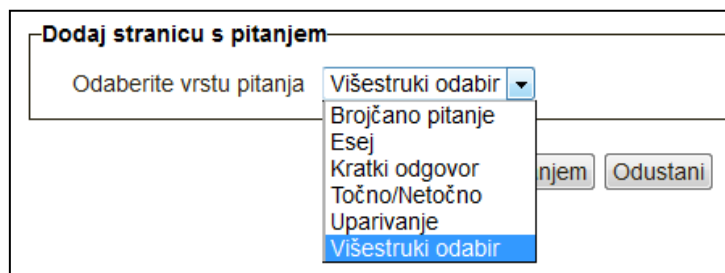 Dodaj stranicu s pitanjem
Odaberite vrstu pitanja Višestruki odabir
Brojčano pitanje
Esej
Kratki odgovor
njem Odustani
Točno/Netočno
Uparivanje
Višestruki odabir